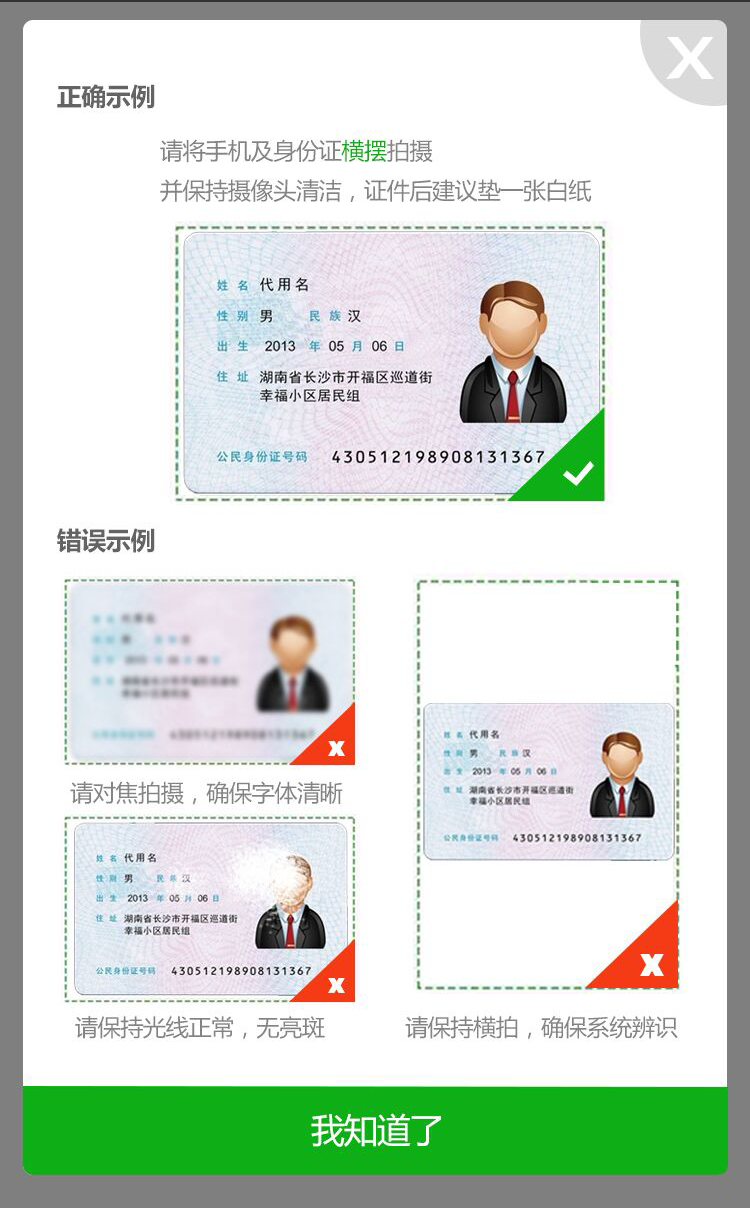 X
正确示例
请将手机及身份证横摆拍摄
并保持摄像头清洁，证件后建议垫一张白纸
姓 名 代用名
性 别 男 民 族 汉
出 生 2013 年 05 月 06 日
住 址 湖南省长沙市开福区巡道街
幸福小区居民组
公民身份证号码 430512198908131367
错误示例
x
请对焦拍摄，确保字体清晰
姓 名 代用名
性 别 男 民 族 汉
出 生 2013 年 05 月 06 日
住 址 湖南省长沙市开福区巡道街
幸福小区居民组
公民身份证号码 430512198908131367
x
请保持光线正常，无亮斑
姓 名 代用名
性 别 男 民 族 汉
出 生 2013 年 05 月 06 日
住 址 湖南省长沙市开福区巡道街
幸福小区居民组
公民身份证号码 430512198908131367
x
请保持横拍，确保系统辨识
我知道了